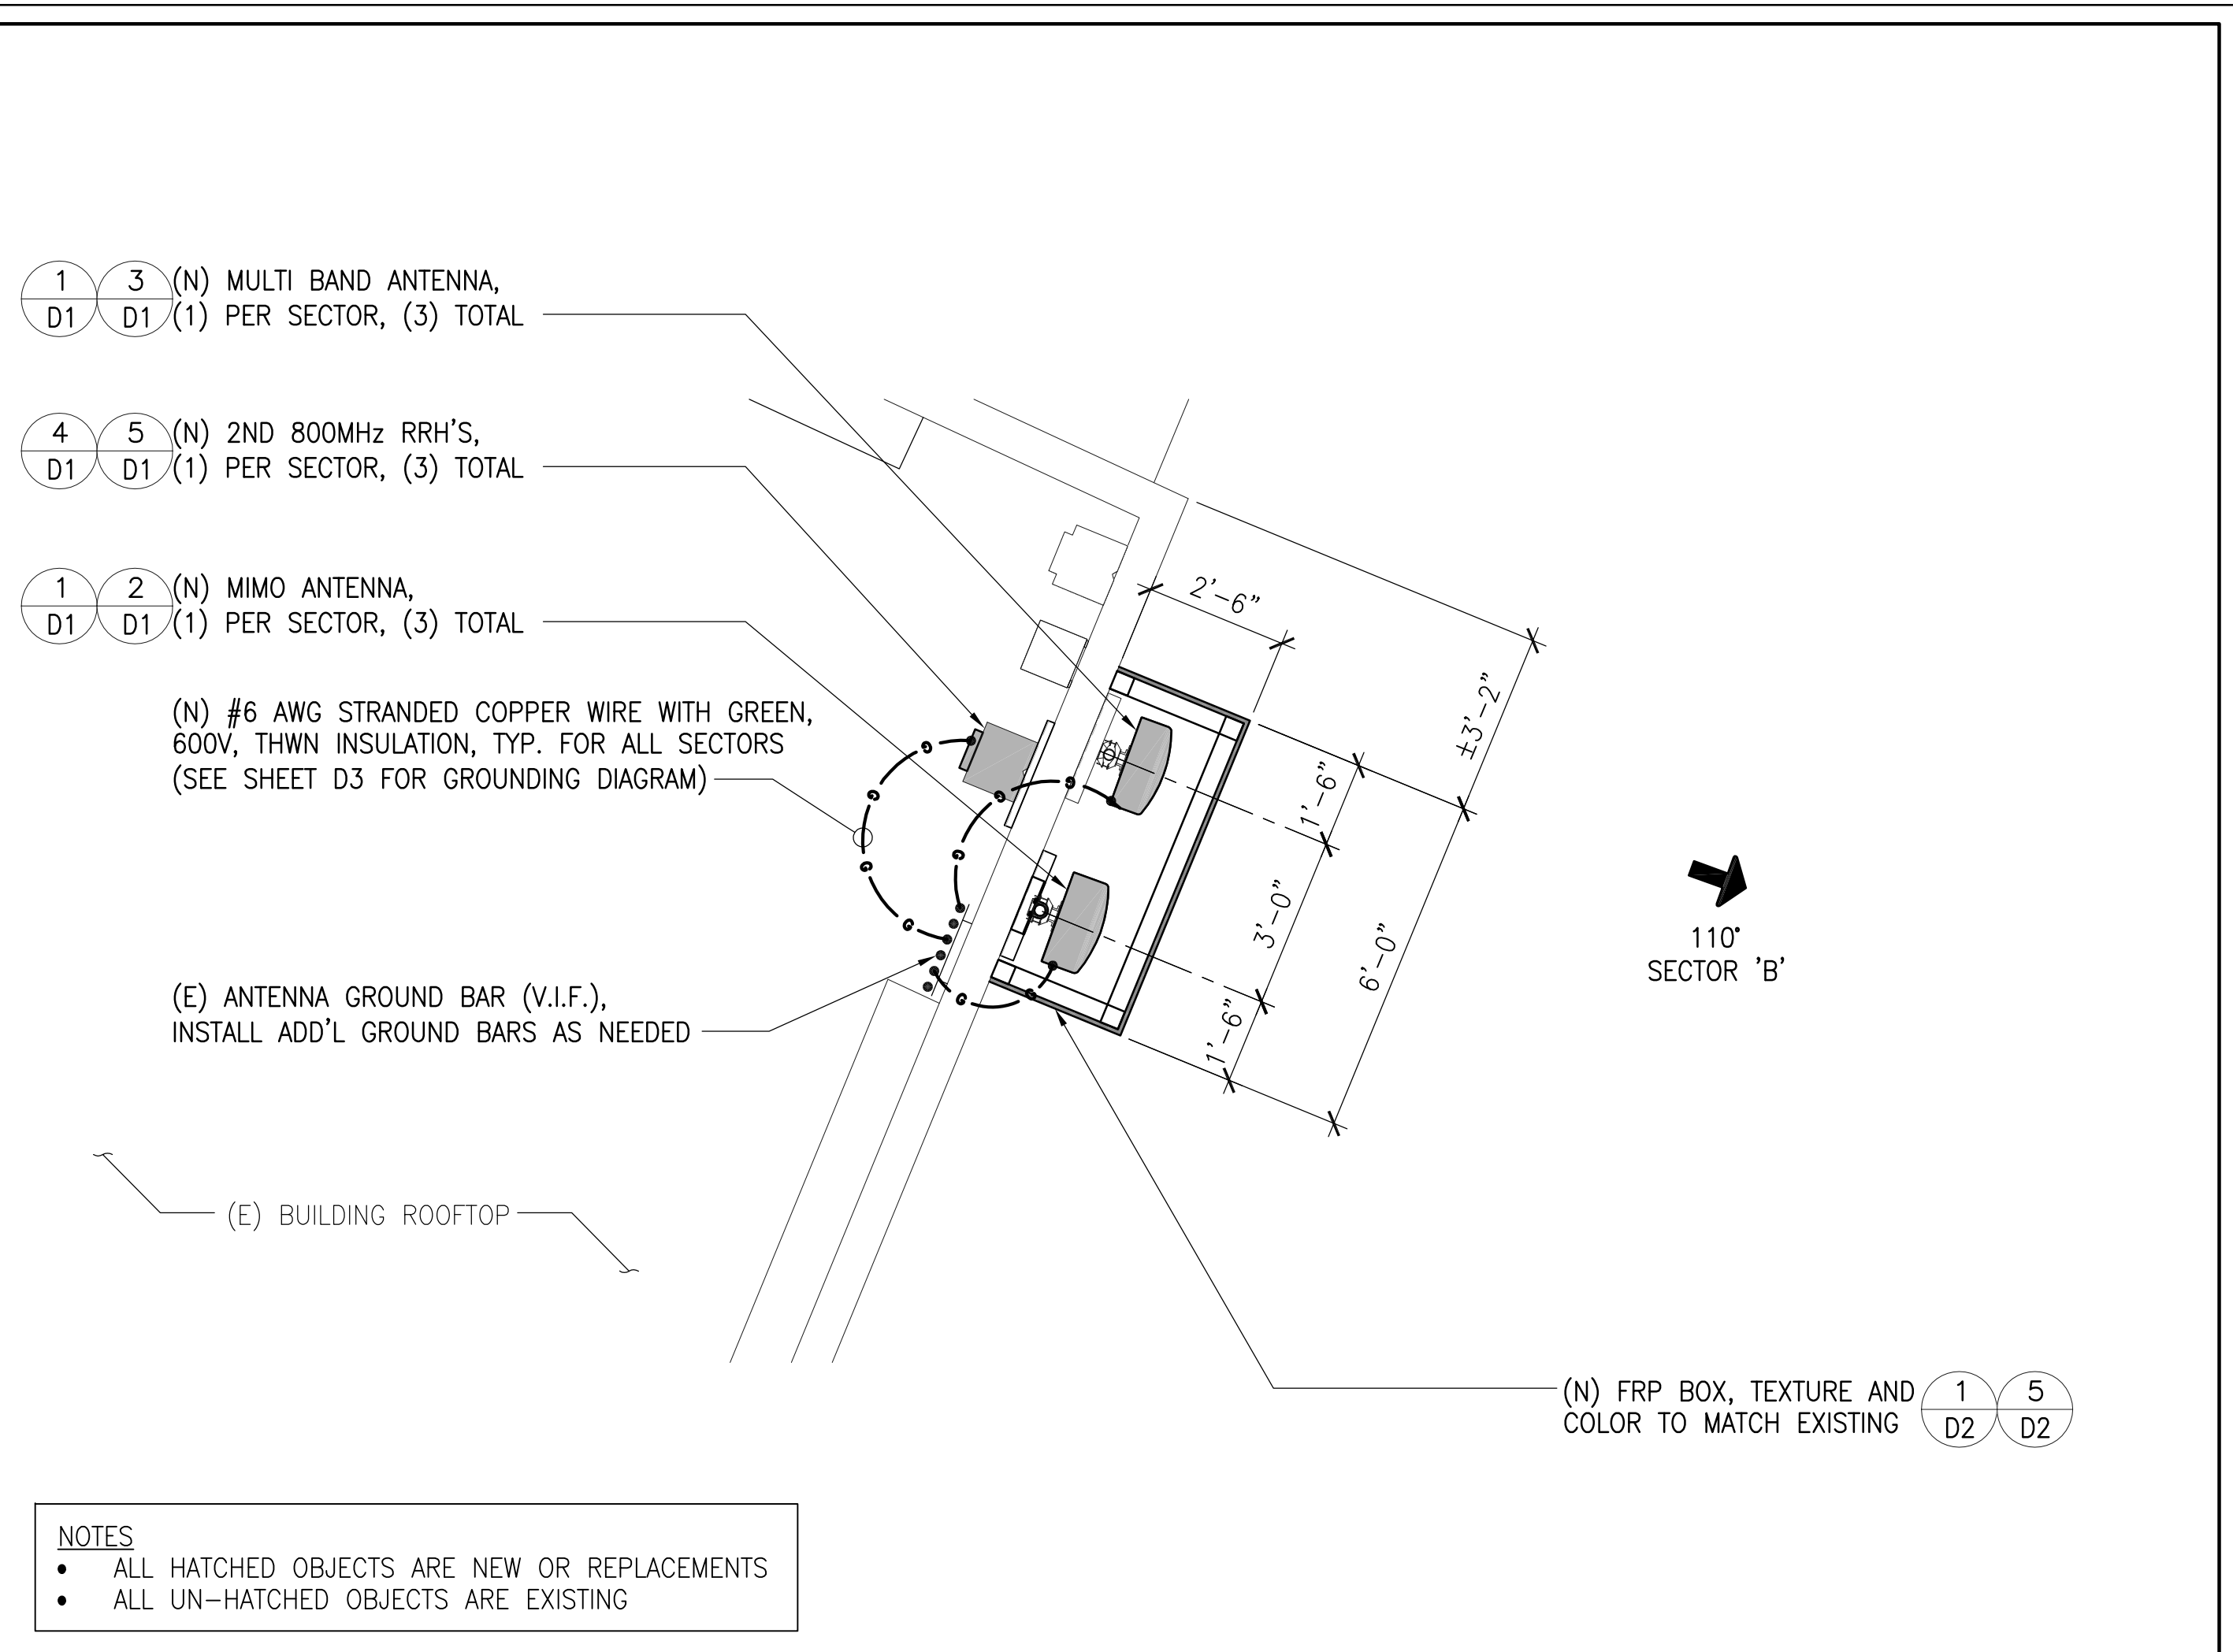 1 3 (N) MULTI BAND ANTENNA,
D1 D1 (1) PER SECTOR, (3) TOTAL
4 5 (N) 2ND 800MHz RRH'S,
D1 D1 (1) PER SECTOR, (3) TOTAL
1 2 (N) MIMO ANTENNA,
D1 D1 (1) PER SECTOR, (3) TOTAL
(N) #6 AWG STRANDED COPPER WIRE WITH GREEN,
600V, THWN INSULATION, TYP. FOR ALL SECTORS
(SEE SHEET D3 FOR GROUNDING DIAGRAM)
(E) ANTENNA GROUND BAR (V.I.F.),
INSTALL ADD'L GROUND BARS AS NEEDED
(E) BUILDING ROOFTOP
2'-6"
±3'-2"
1'-6"
3'-0"
6'-0"
1'-6"
G
G
G
G
G
G
G
G
G
110°
SECTOR 'B'
(N) FRP BOX, TEXTURE AND 1 5
COLOR TO MATCH EXISTING D2 D2
NOTES
• ALL HATCHED OBJECTS ARE NEW OR REPLACEMENTS
• ALL UN-HATCHED OBJECTS ARE EXISTING